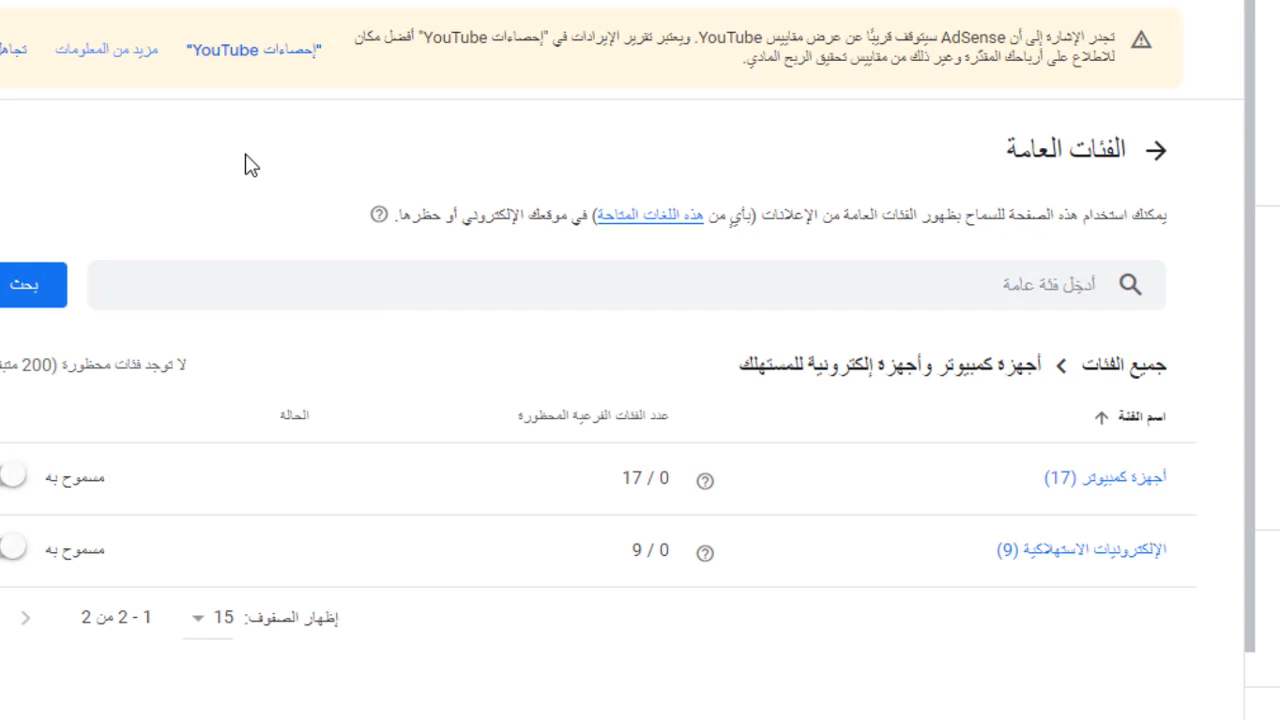 تجدر الإشارة إلى أن AdSense سيتوقف قريبًا عن عرض مقاييس YouTube. ويعتبر تقرير الإيرادات في "إحصاءات YouTube" أفضل مكان
للاطلاع على أرباحك المقدّرة وغير ذلك من مقاييس تحقيق الربح المادي.
"إحصاءات YouTube"
مزيد من المعلومات
الفئات العامة
يمكنك استخدام هذه الصفحة للسماح بظهور الفئات العامة من الإعلانات (بأيٍ من هذه اللغات المتاحة) في موقعك الإلكتروني أو حظرها.
أدخِل فئة عامة
بحث
جميع الفئات > أجهزة كمبيوتر وأجهزة إلكترونية للمستهلك
لا توجد فئات محظورة (200
اسم الفئة عدد الفئات الفرعية المحظورة الحالة
أجهزة كمبيوتر (17) 0 / 17 مسموح به
الإلكترونيات الاستهلاكية (9) 0 / 9 مسموح به
إظهار الصفوف: 15 1 - 2 من 2